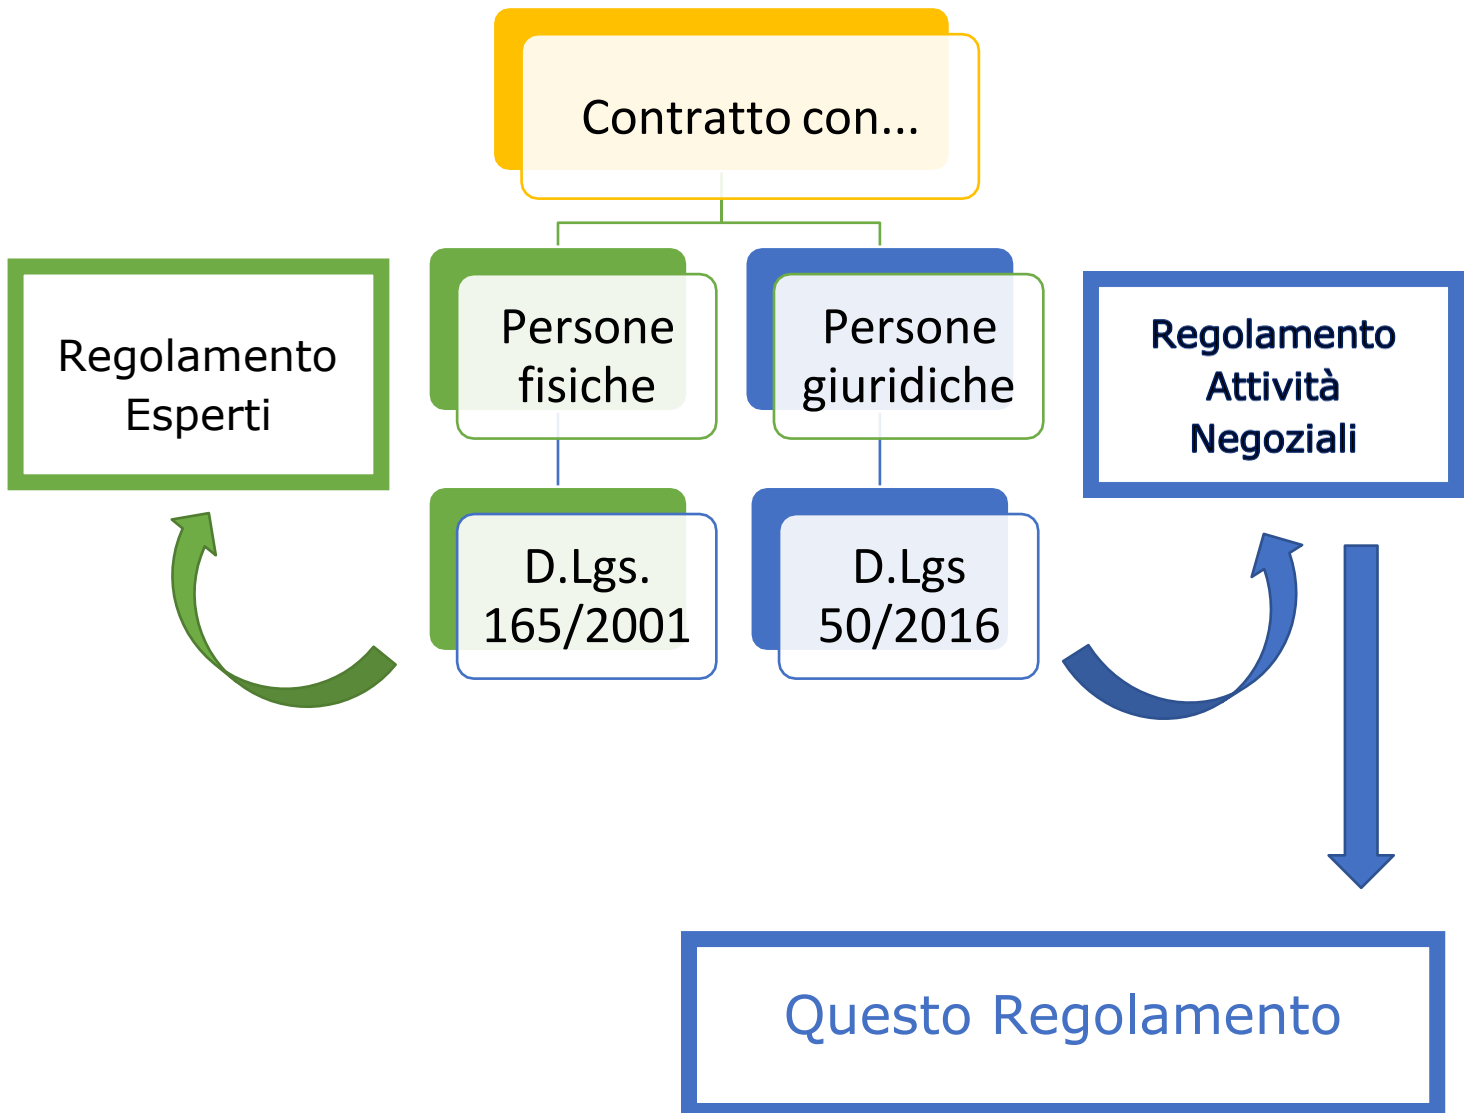 Contratto con...
Regolamento
Esperti
Persone
fisiche
Persone
giuridiche
Regolamento
Attività
Negoziali
D.Lgs.
165/2001
D.Lgs
50/2016
Questo Regolamento